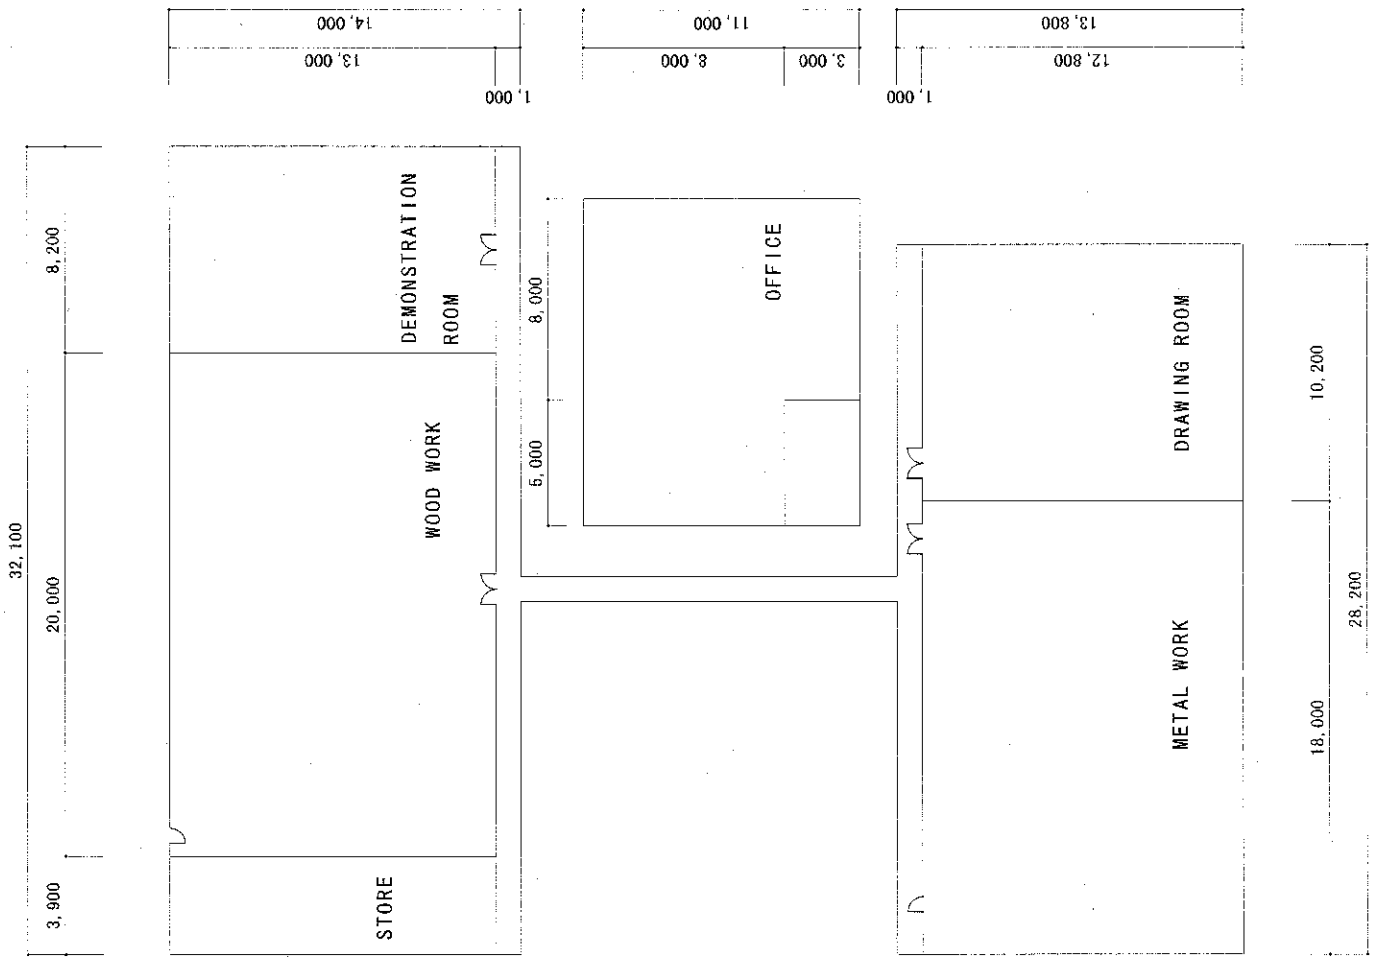 14,000
11,000
13,800
13,000
8,000
3,000
12,800
1,000
1,000
8,200
DEMONSTRATION
ROOM
OFFICE
8,000
DRAWING ROOM
10,200
WOOD WORK
5,000
32,100
20,000
28,200
METAL WORK
18,000
3,900
STORE